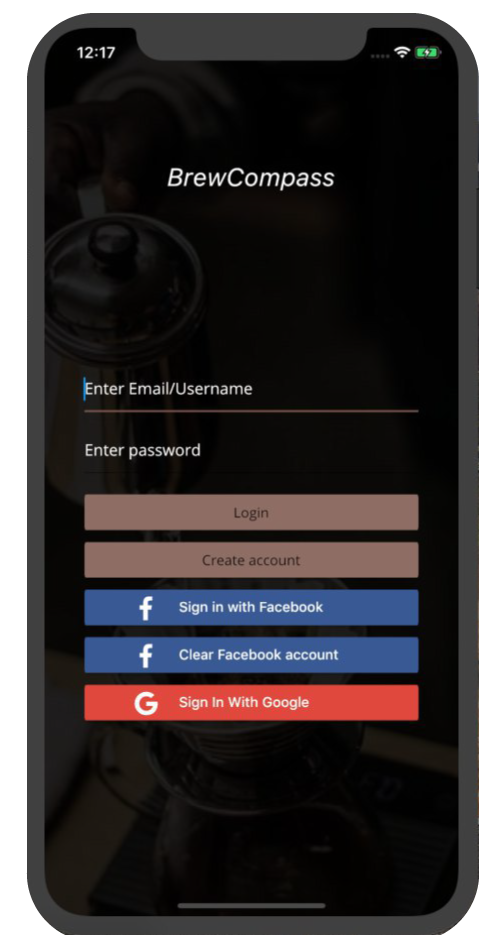 12:17
BrewCompass
Enter Email/Username
Enter password
Login
Create account
Sign in with Facebook
Clear Facebook account
Sign In With Google